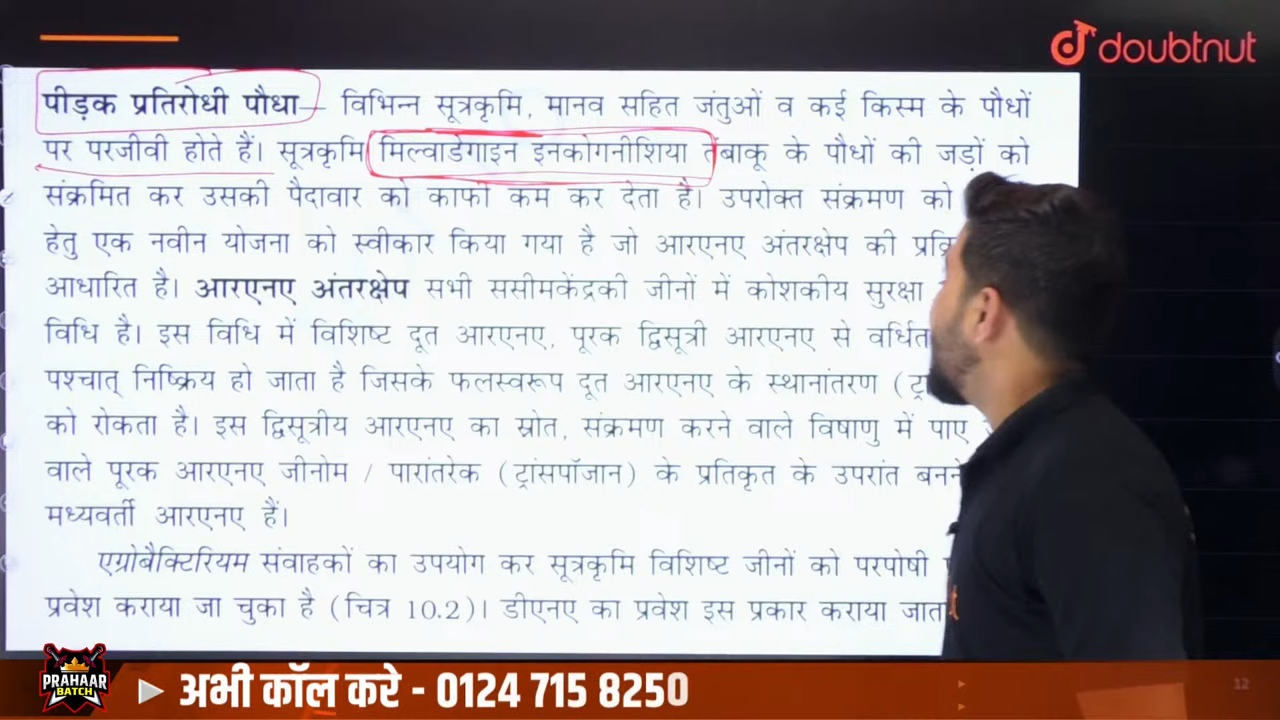 doubtnut
पीड़क प्रतिरोधी पौधा– विभिन्न सूत्रकृमि, मानव सहित जंतुओं व कई किस्म के पौधों
पर परजीवी होते हैं। सूत्रकृमि मिल्वाडेगाइन इनकोगनीशिया तंबाकू के पौधों की जड़ों को
संक्रमित कर उसकी पैदावार को काफी कम कर देता है। उपरोक्त संक्रमण को
हेतु एक नवीन योजना को स्वीकार किया गया है जो आरएनए अंतरक्षेप की
आधारित है। आरएनए अंतरक्षेप सभी ससीमकेंद्रकी जीनों में कोशकीय सुरक्षा
विधि है। इस विधि में विशिष्ट दूत आरएनए, पूरक द्विसूत्री आरएनए से
पश्चात् निष्क्रिय हो जाता है जिसके फलस्वरूप दूत आरएनए के स्थानांतरण
को रोकता है। इस द्विसूत्रीय आरएनए का स्रोत, संक्रमण करने वाले विषाणु में पाए
वाले पूरक आरएनए जीनोम / पारांतरेक (ट्रांसपॉजान) के प्रतिकृत के उपरांत
मध्यवर्ती आरएनए हैं।
एग्रोबैक्टिरियम संवाहकों का उपयोग कर सूत्रकृमि विशिष्ट जीनों को परपोषी
प्रवेश कराया जा चुका है (चित्र 10.2)। डीएनए का प्रवेश इस प्रकार कराया
PRAHAAR
BATCH
अभी कॉल करे - 0124 715 8250
12